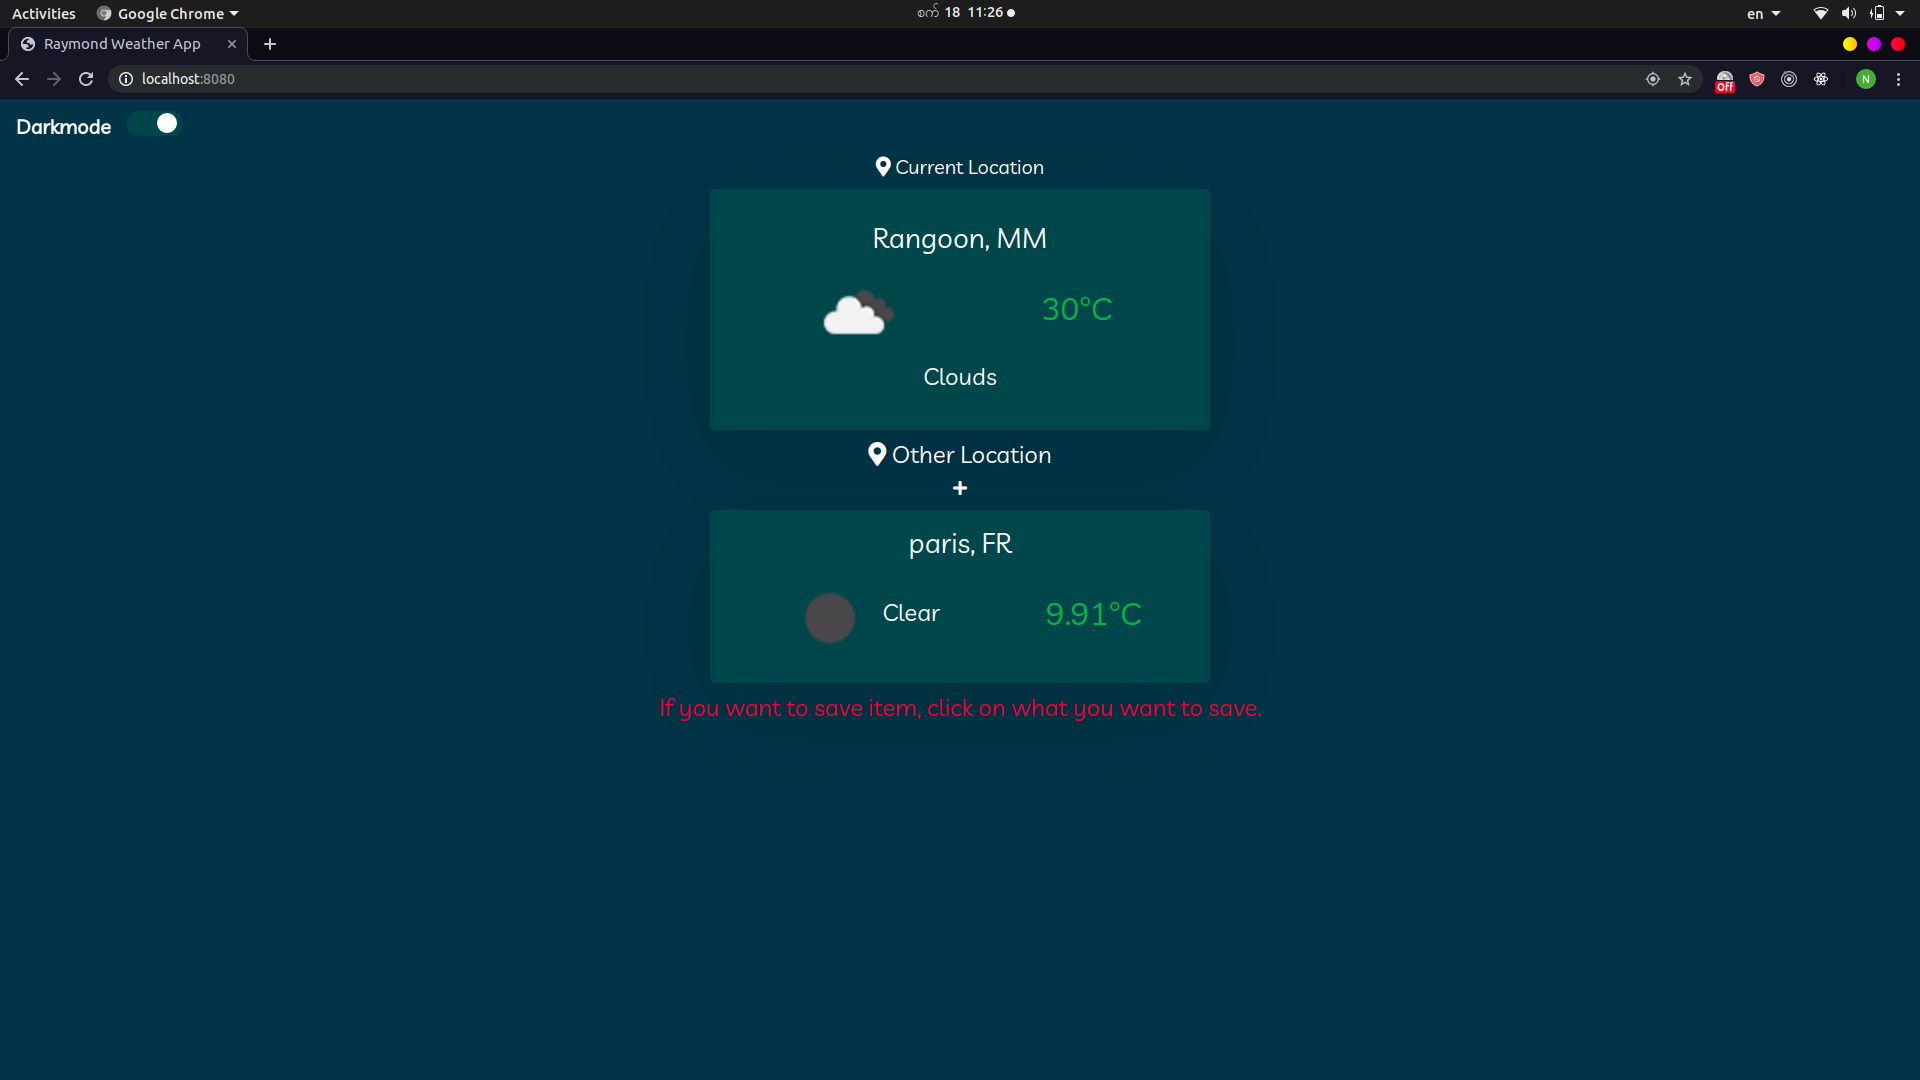 Activities Google Chrome စက် 18 11:26 en
Raymond Weather App
localhost:8080
Off
N
Darkmode
Current Location
Rangoon, MM
30°C
Clouds
Other Location
+
paris, FR
Clear 9.91°C
If you want to save item, click on what you want to save.